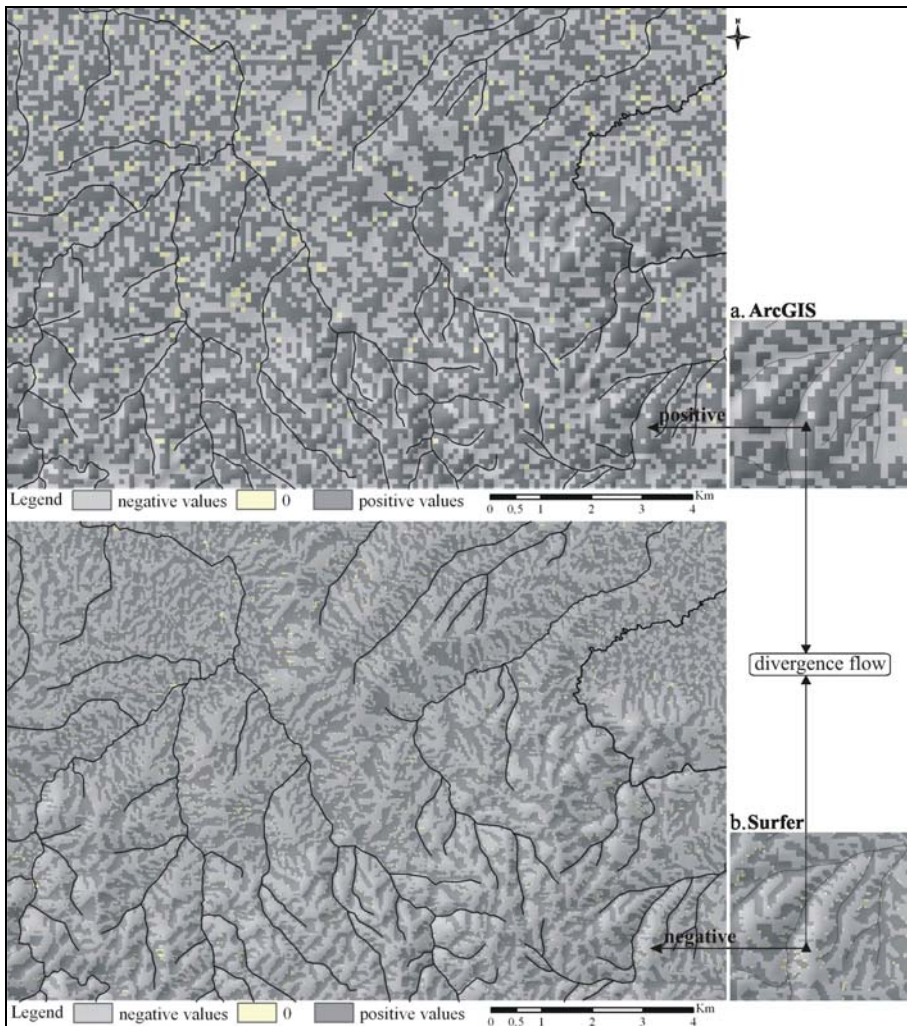 N
a. ArcGIS
positive
Legend negative values 0 positive values
Km
0 0,5 1 2 3 4
divergence flow
b. Surfer
negative
Legend negative values 0 positive values
Km
0 0,5 1 2 3 4